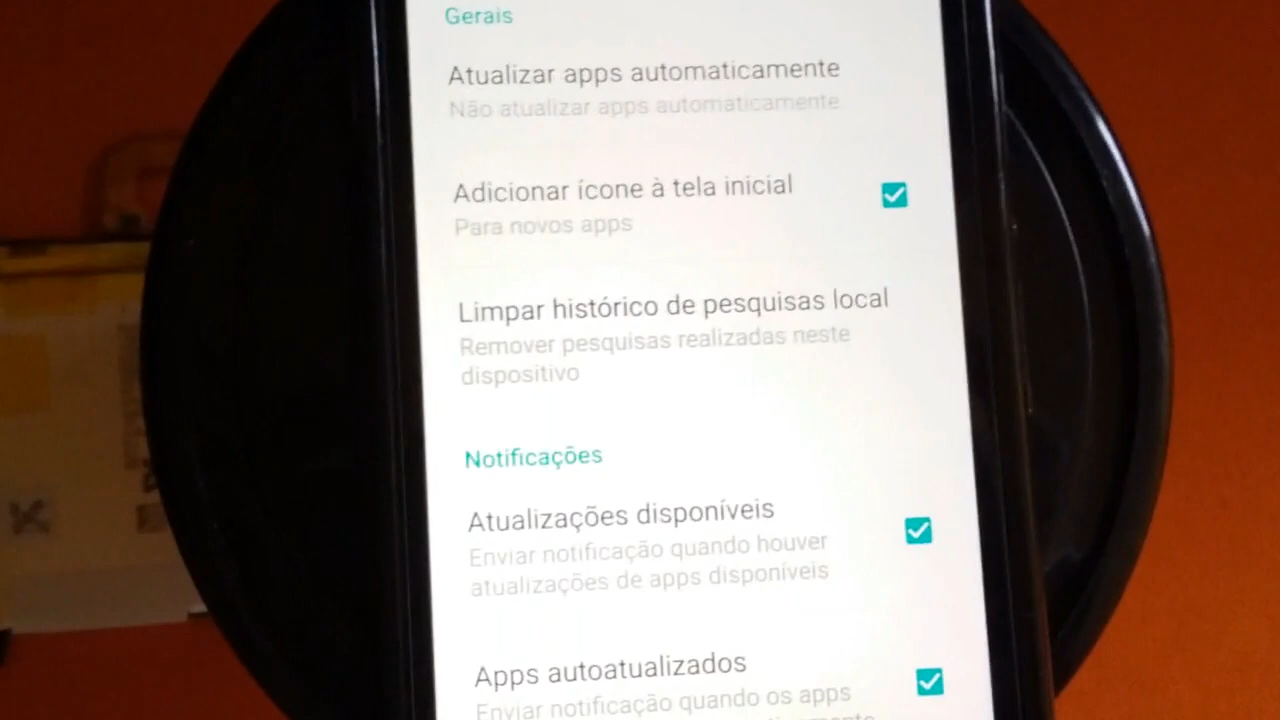 Gerais
Atualizar apps automaticamente
Não atualizar apps automaticamente
Adicionar ícone à tela inicial
Para novos apps
Limpar histórico de pesquisas local
Remover pesquisas realizadas neste
dispositivo
Notificações
Atualizações disponíveis
Enviar notificação quando houver
atualizações de apps disponíveis
Apps autoatualizados
Enviar notificação quando os apps